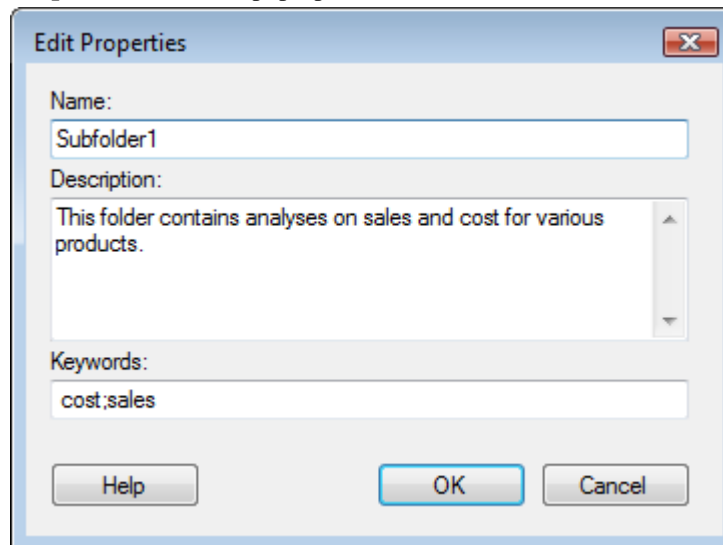 Edit Properties
Name:
Subfolder1
Description:
This folder contains analyses on sales and cost for various
products.
Keywords:
cost;sales
Help
OK
Cancel